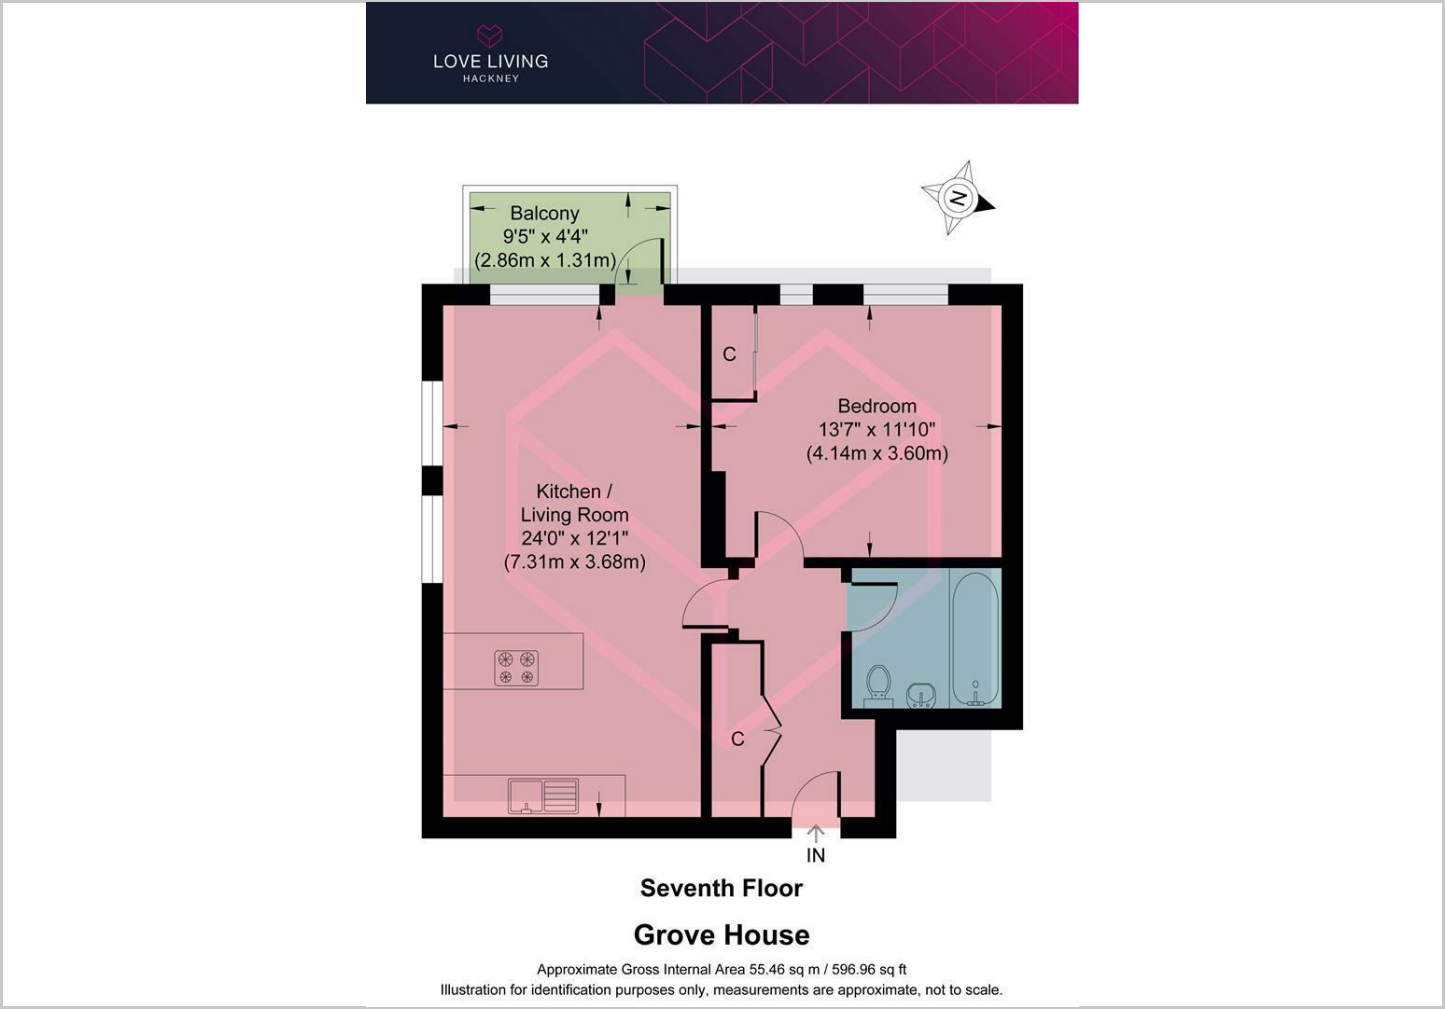 LOVE LIVING
HACKNEY
N
Balcony
9'5" x 4'4"
(2.86m x 1.31m)
C
Bedroom
13'7" x 11'10"
(4.14m x 3.60m)
Kitchen /
Living Room
24'0" x 12'1"
(7.31m x 3.68m)
C
IN
Seventh Floor
Grove House
Approximate Gross Internal Area 55.46 sq m / 596.96 sq ft
Illustration for identification purposes only, measurements are approximate, not to scale.